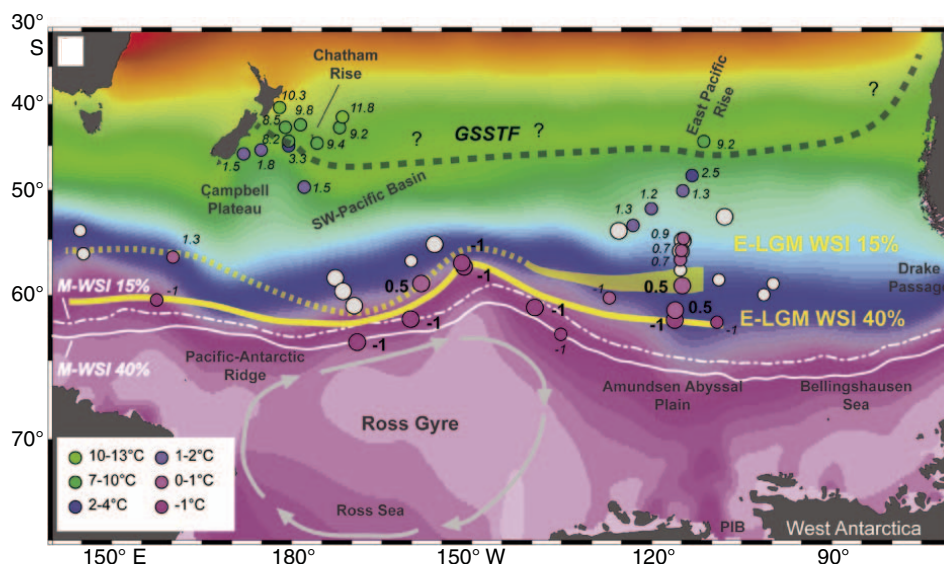 30°
S
40°
50°
60°
70°
Chatham
Rise
10.3
9.8
11.8
8.5
9.2
8.2
9.4
3.3
1.5
1.8
1.5
Campbell
Plateau
SW-Pacific Basin
?
GSSTF
?
?
East Pacific
Rise
9.2
2.5
1.2
1.3
1.3
0.9
0.7
0.7
E-LGM WSI 15%
Drake
Passage
1.3
M-WSI 15%
-1
-1
-1
0.5
0.5
-1
0.5
E-LGM WSI 40%
-1
-1
-1
-1
-1
-1
M-WSI 40%
Pacific-Antarctic
Ridge
Amundsen Abyssal
Plain
Bellingshausen
Sea
Ross Gyre
Ross Sea
PIB
West Antarctica
10-13°C
7-10°C
2-4°C
1-2°C
0-1°C
-1°C
150° E
180°
150° W
120°
90°